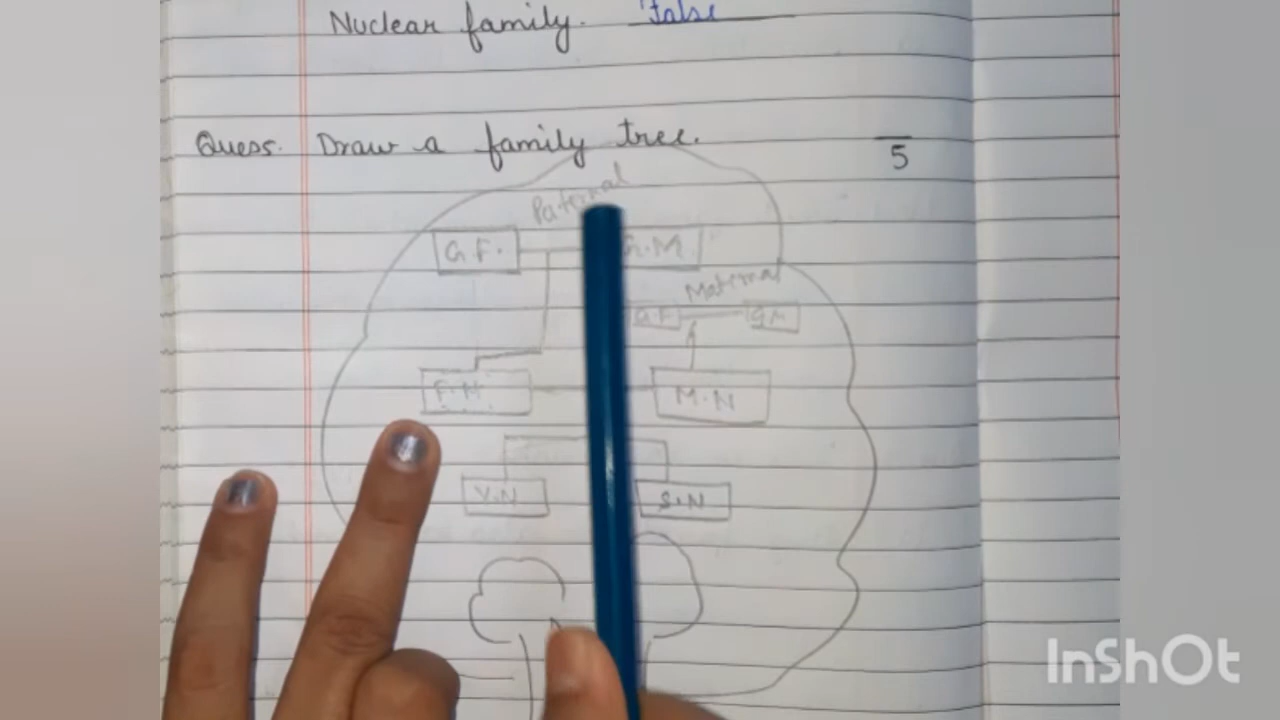 Nuclear family. False
Ques. Draw a family tree. 5
Paternal
G.F. G.M
Maternal
G.F G.M
M.N
Y.N S.N
InShOt